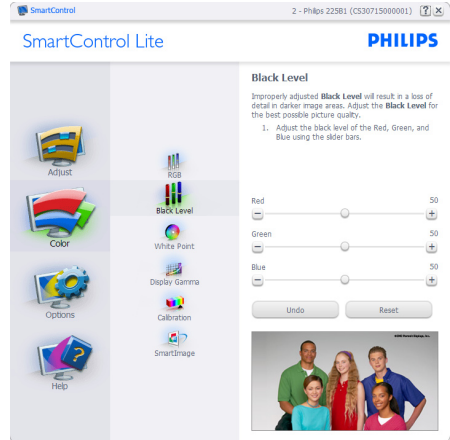 SmartControl
2 - Philips 225B1 (CS30715000001)
?
SmartControl Lite
PHILIPS
Adjust
Color
Options
Help
RGB
Black Level
White Point
Display Gamma
Calibration
SmartImage
Black Level
Improperly adjusted Black Level will result in a loss of
detail in darker image areas. Adjust the Black Level for
the best possible picture quality.
1. Adjust the black level of the Red, Green, and
Blue using the slider bars.
Red 50
Green 50
Blue 50
Undo Reset